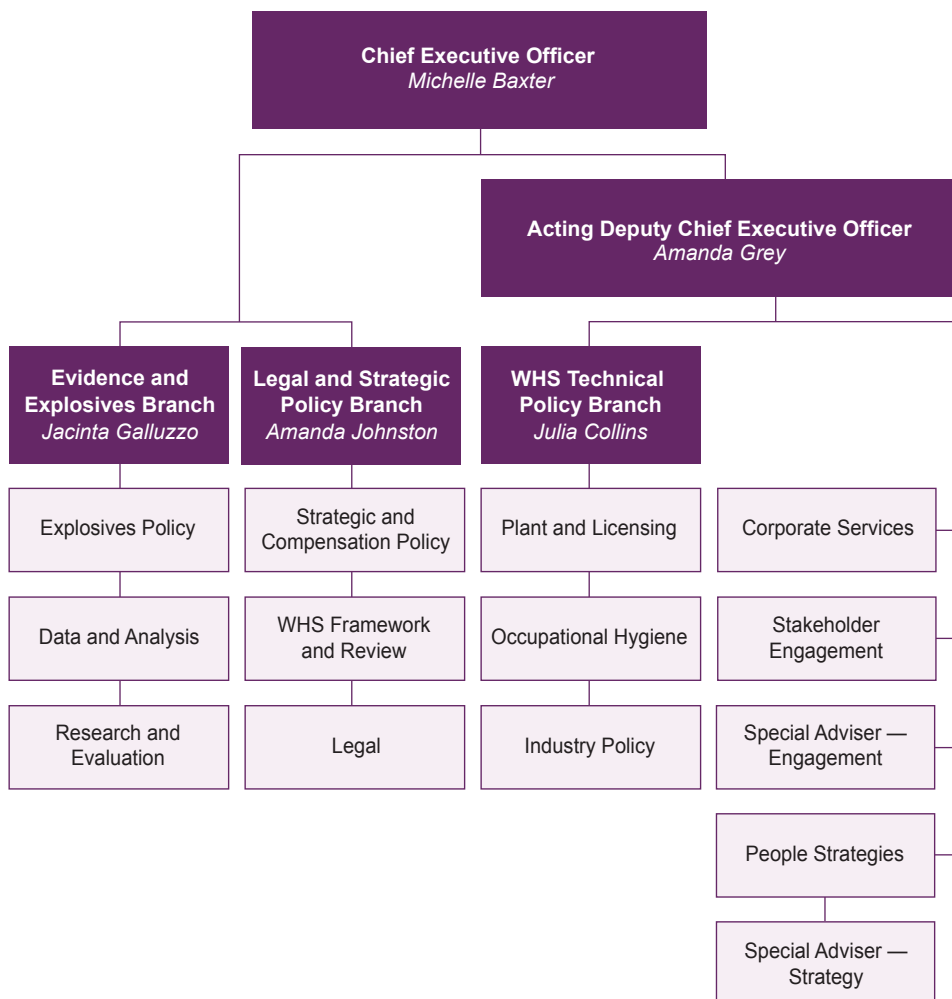 Chief Executive Officer
Michelle Baxter
Acting Deputy Chief Executive Officer
Amanda Grey
Evidence and
Explosives Branch
Jacinta Galluzzo
Legal and Strategic
Policy Branch
Amanda Johnston
WHS Technical
Policy Branch
Julia Collins
Explosives Policy
Data and Analysis
Research and
Evaluation
Strategic and
Compensation Policy
WHS Framework
and Review
Legal
Plant and Licensing
Occupational Hygiene
Industry Policy
Corporate Services
Stakeholder
Engagement
Special Adviser —
Engagement
People Strategies
Special Adviser —
Strategy